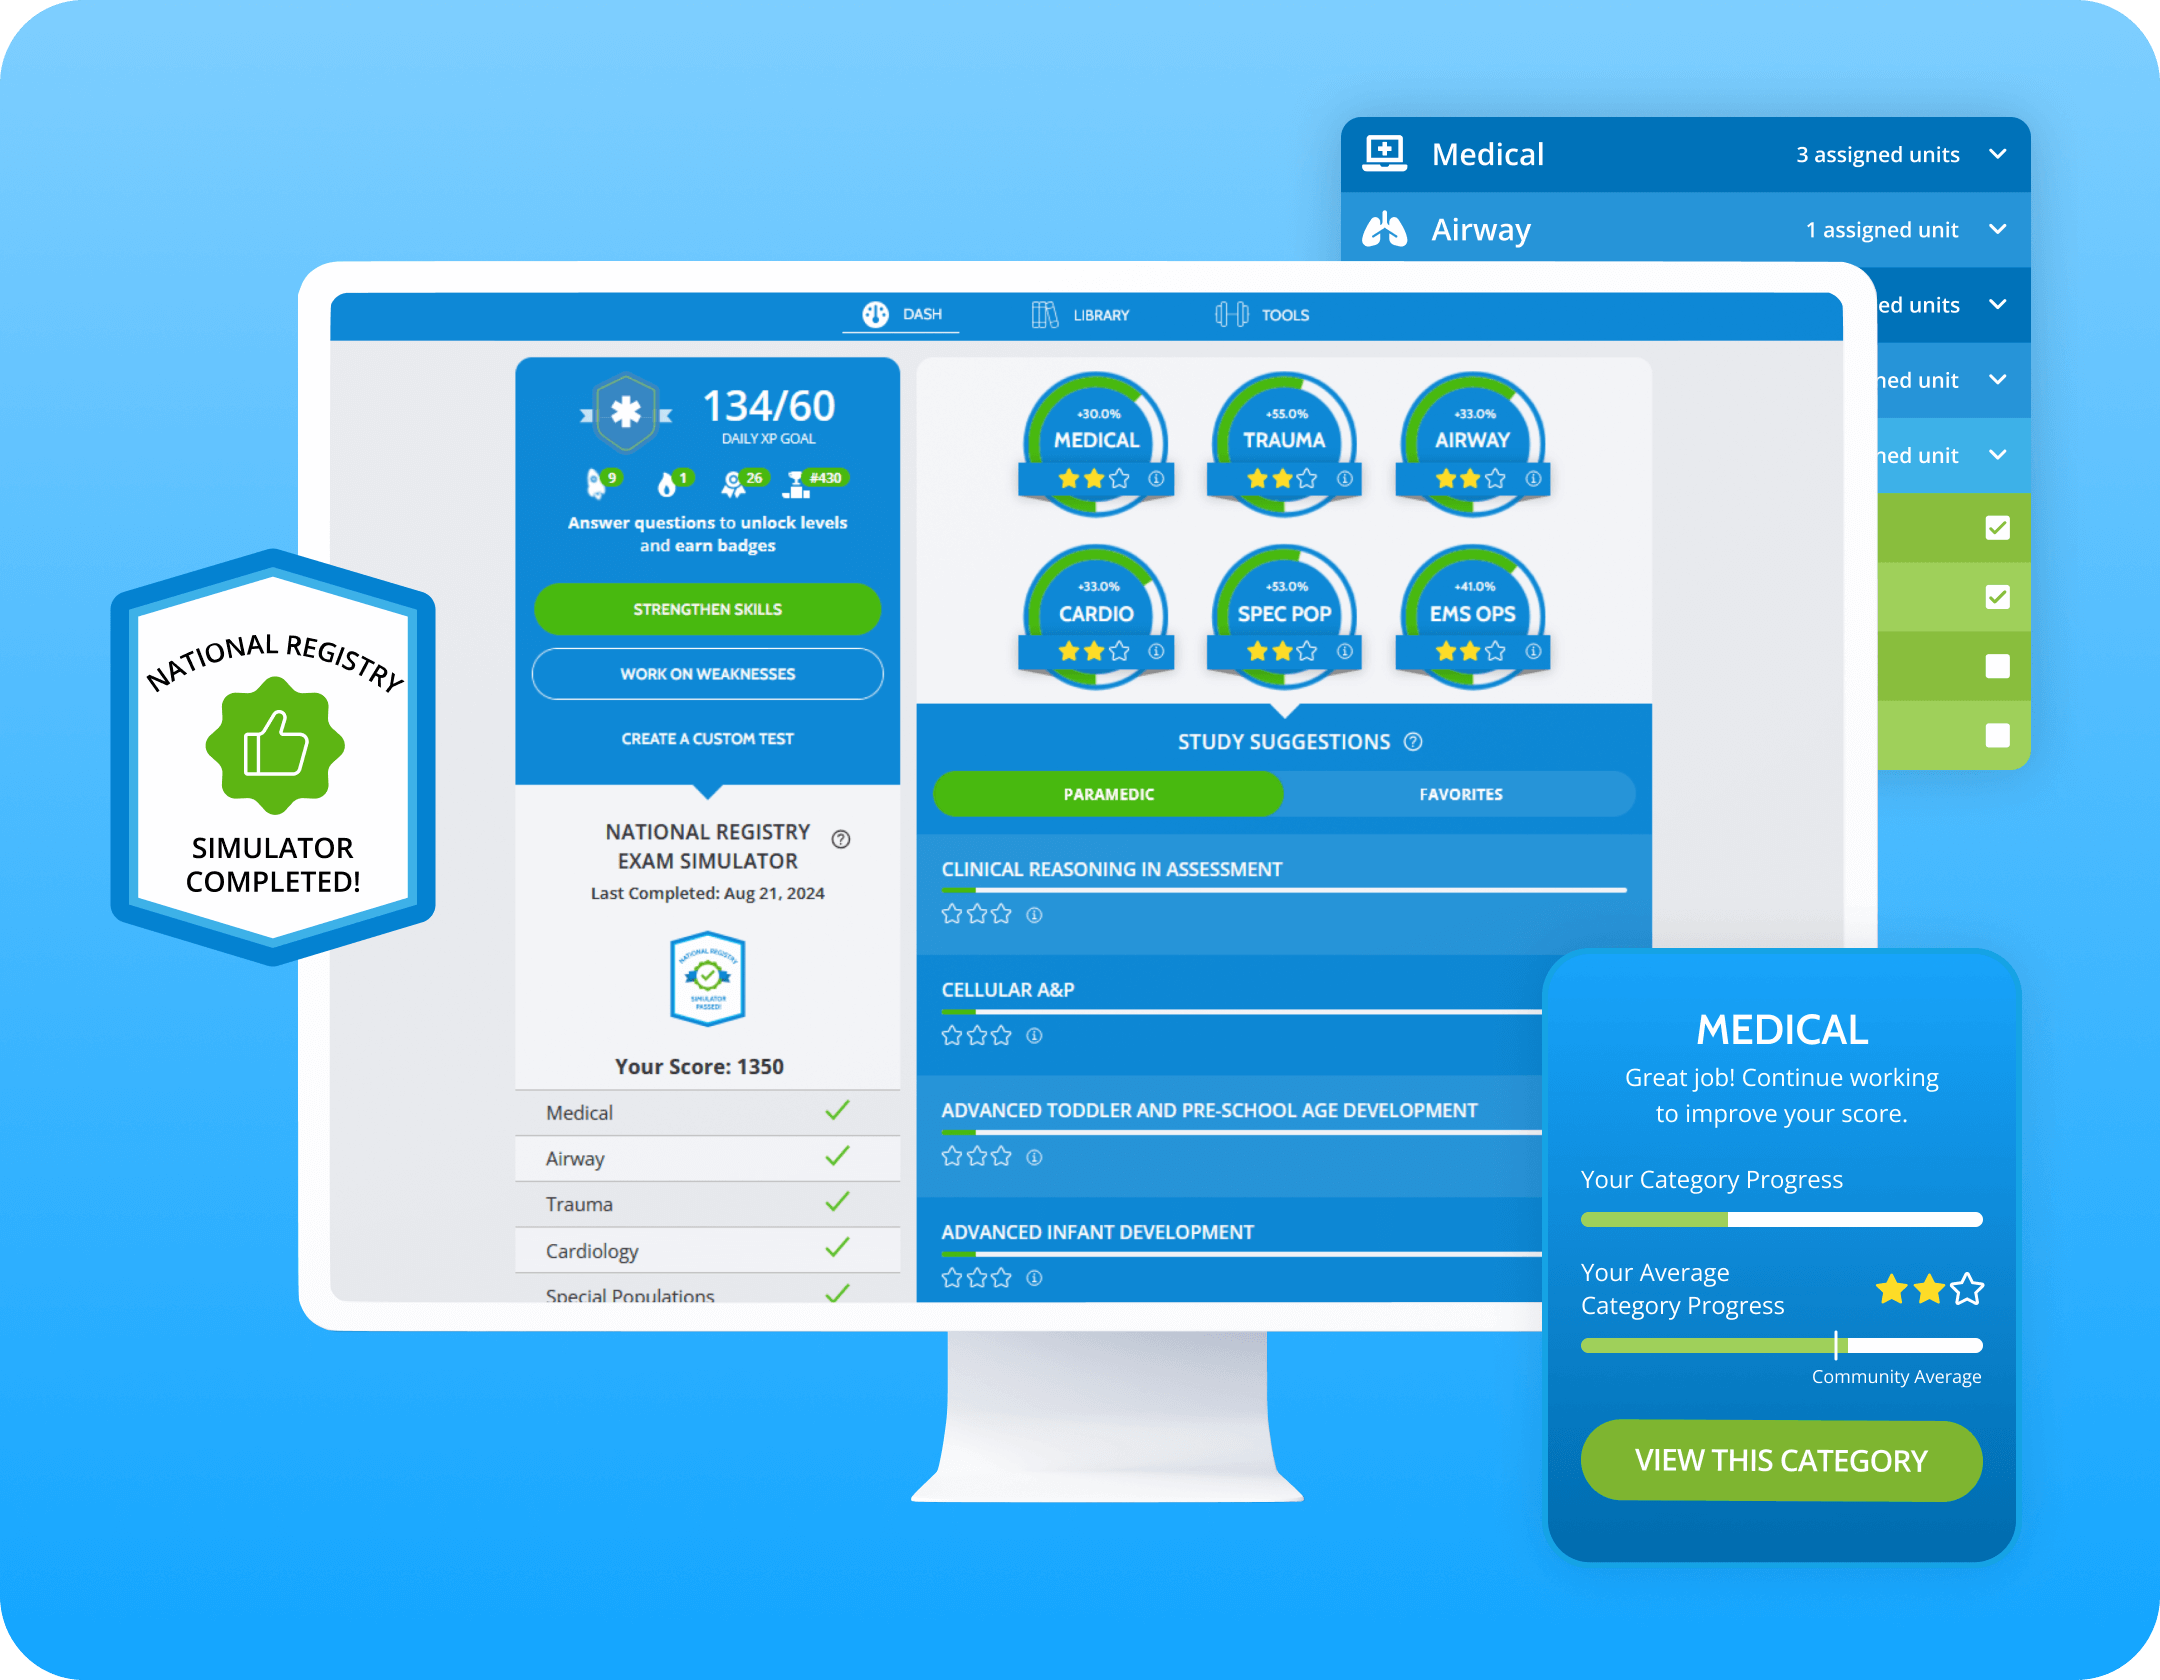 Medical
3 assigned units
Airway
1 assigned unit
ed units
ned unit
ned unit
DASH
LIBRARY
TOOLS
134/60
DAILY XP GOAL
9
1
26
#430
Answer questions to unlock levels
and earn badges
STRENGTHEN SKILLS
WORK ON WEAKNESSES
CREATE A CUSTOM TEST
NATIONAL REGISTRY
EXAM SIMULATOR
Last Completed: Aug 21, 2024
NATIONAL REGISTRY
SIMULATOR
PASSED!
Your Score: 1350
Medical
Airway
Trauma
Cardiology
Special Populations
+30.0%
MEDICAL
+55.0%
TRAUMA
+33.0%
AIRWAY
+33.0%
CARDIO
+53.0%
SPEC POP
+41.0%
EMS OPS
STUDY SUGGESTIONS
PARAMEDIC
FAVORITES
CLINICAL REASONING IN ASSESSMENT
CELLULAR A&P
ADVANCED TODDLER AND PRE-SCHOOL AGE DEVELOPMENT
ADVANCED INFANT DEVELOPMENT
NATIONAL REGISTRY
SIMULATOR
COMPLETED!
MEDICAL
Great job! Continue working
to improve your score.
Your Category Progress
Your Average
Category Progress
Community Average
VIEW THIS CATEGORY